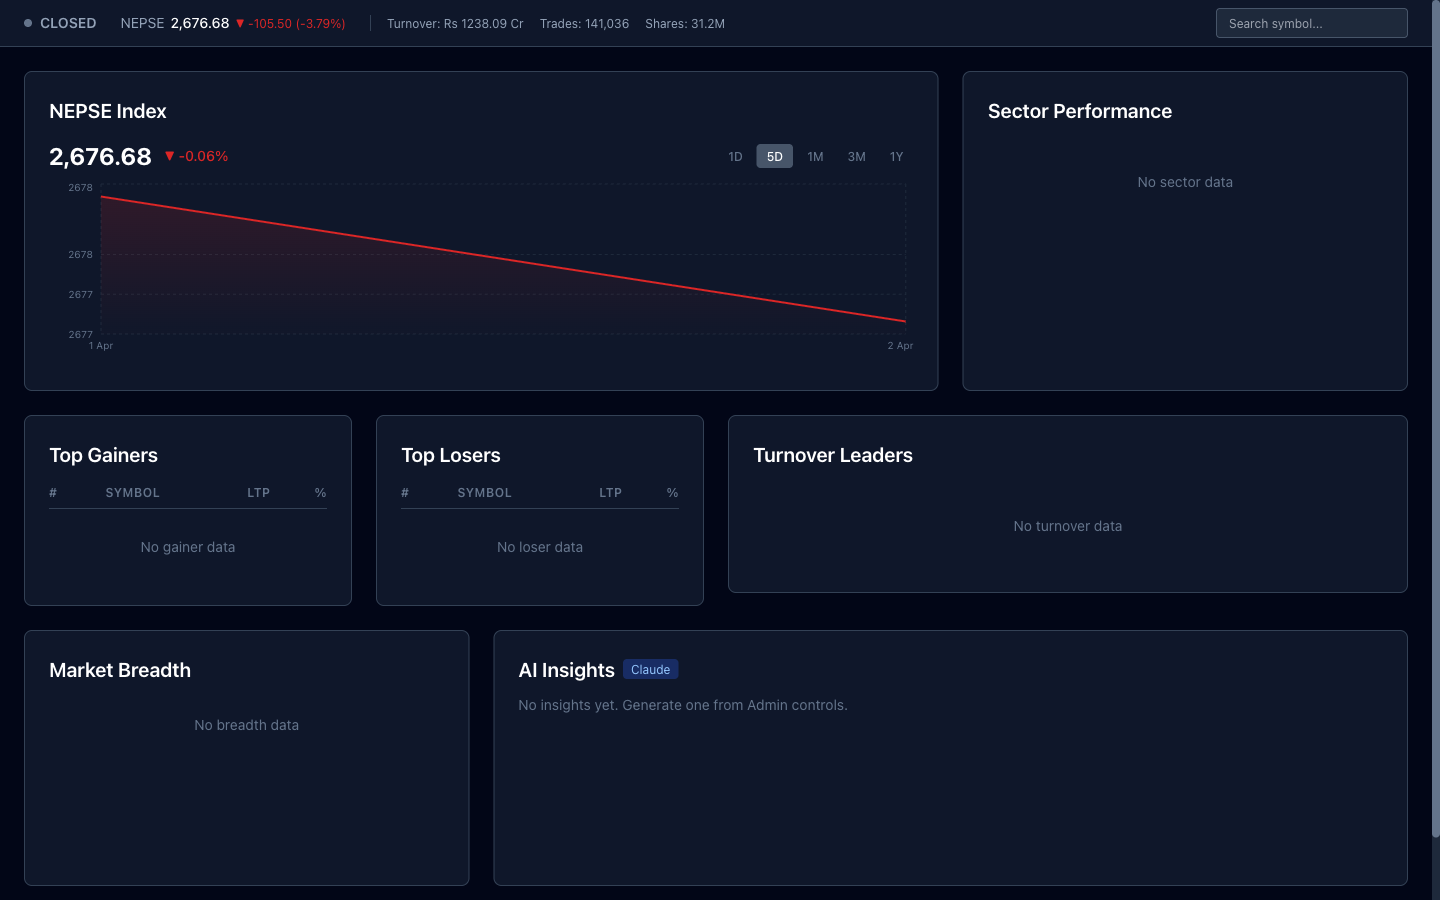 CLOSED NEPSE 2,676.68 ▼ -105.50 (-3.79%) Turnover: Rs 1238.09 Cr Trades: 141,036 Shares: 31.2M Search symbol...
NEPSE Index
2,676.68 ▼ -0.06% 1D 5D 1M 3M 1Y
2678
2678
2677
2677
1 Apr 2 Apr
Sector Performance
No sector data
Top Gainers
# SYMBOL LTP %
No gainer data
Top Losers
# SYMBOL LTP %
No loser data
Turnover Leaders
No turnover data
Market Breadth
No breadth data
AI Insights Claude
No insights yet. Generate one from Admin controls.